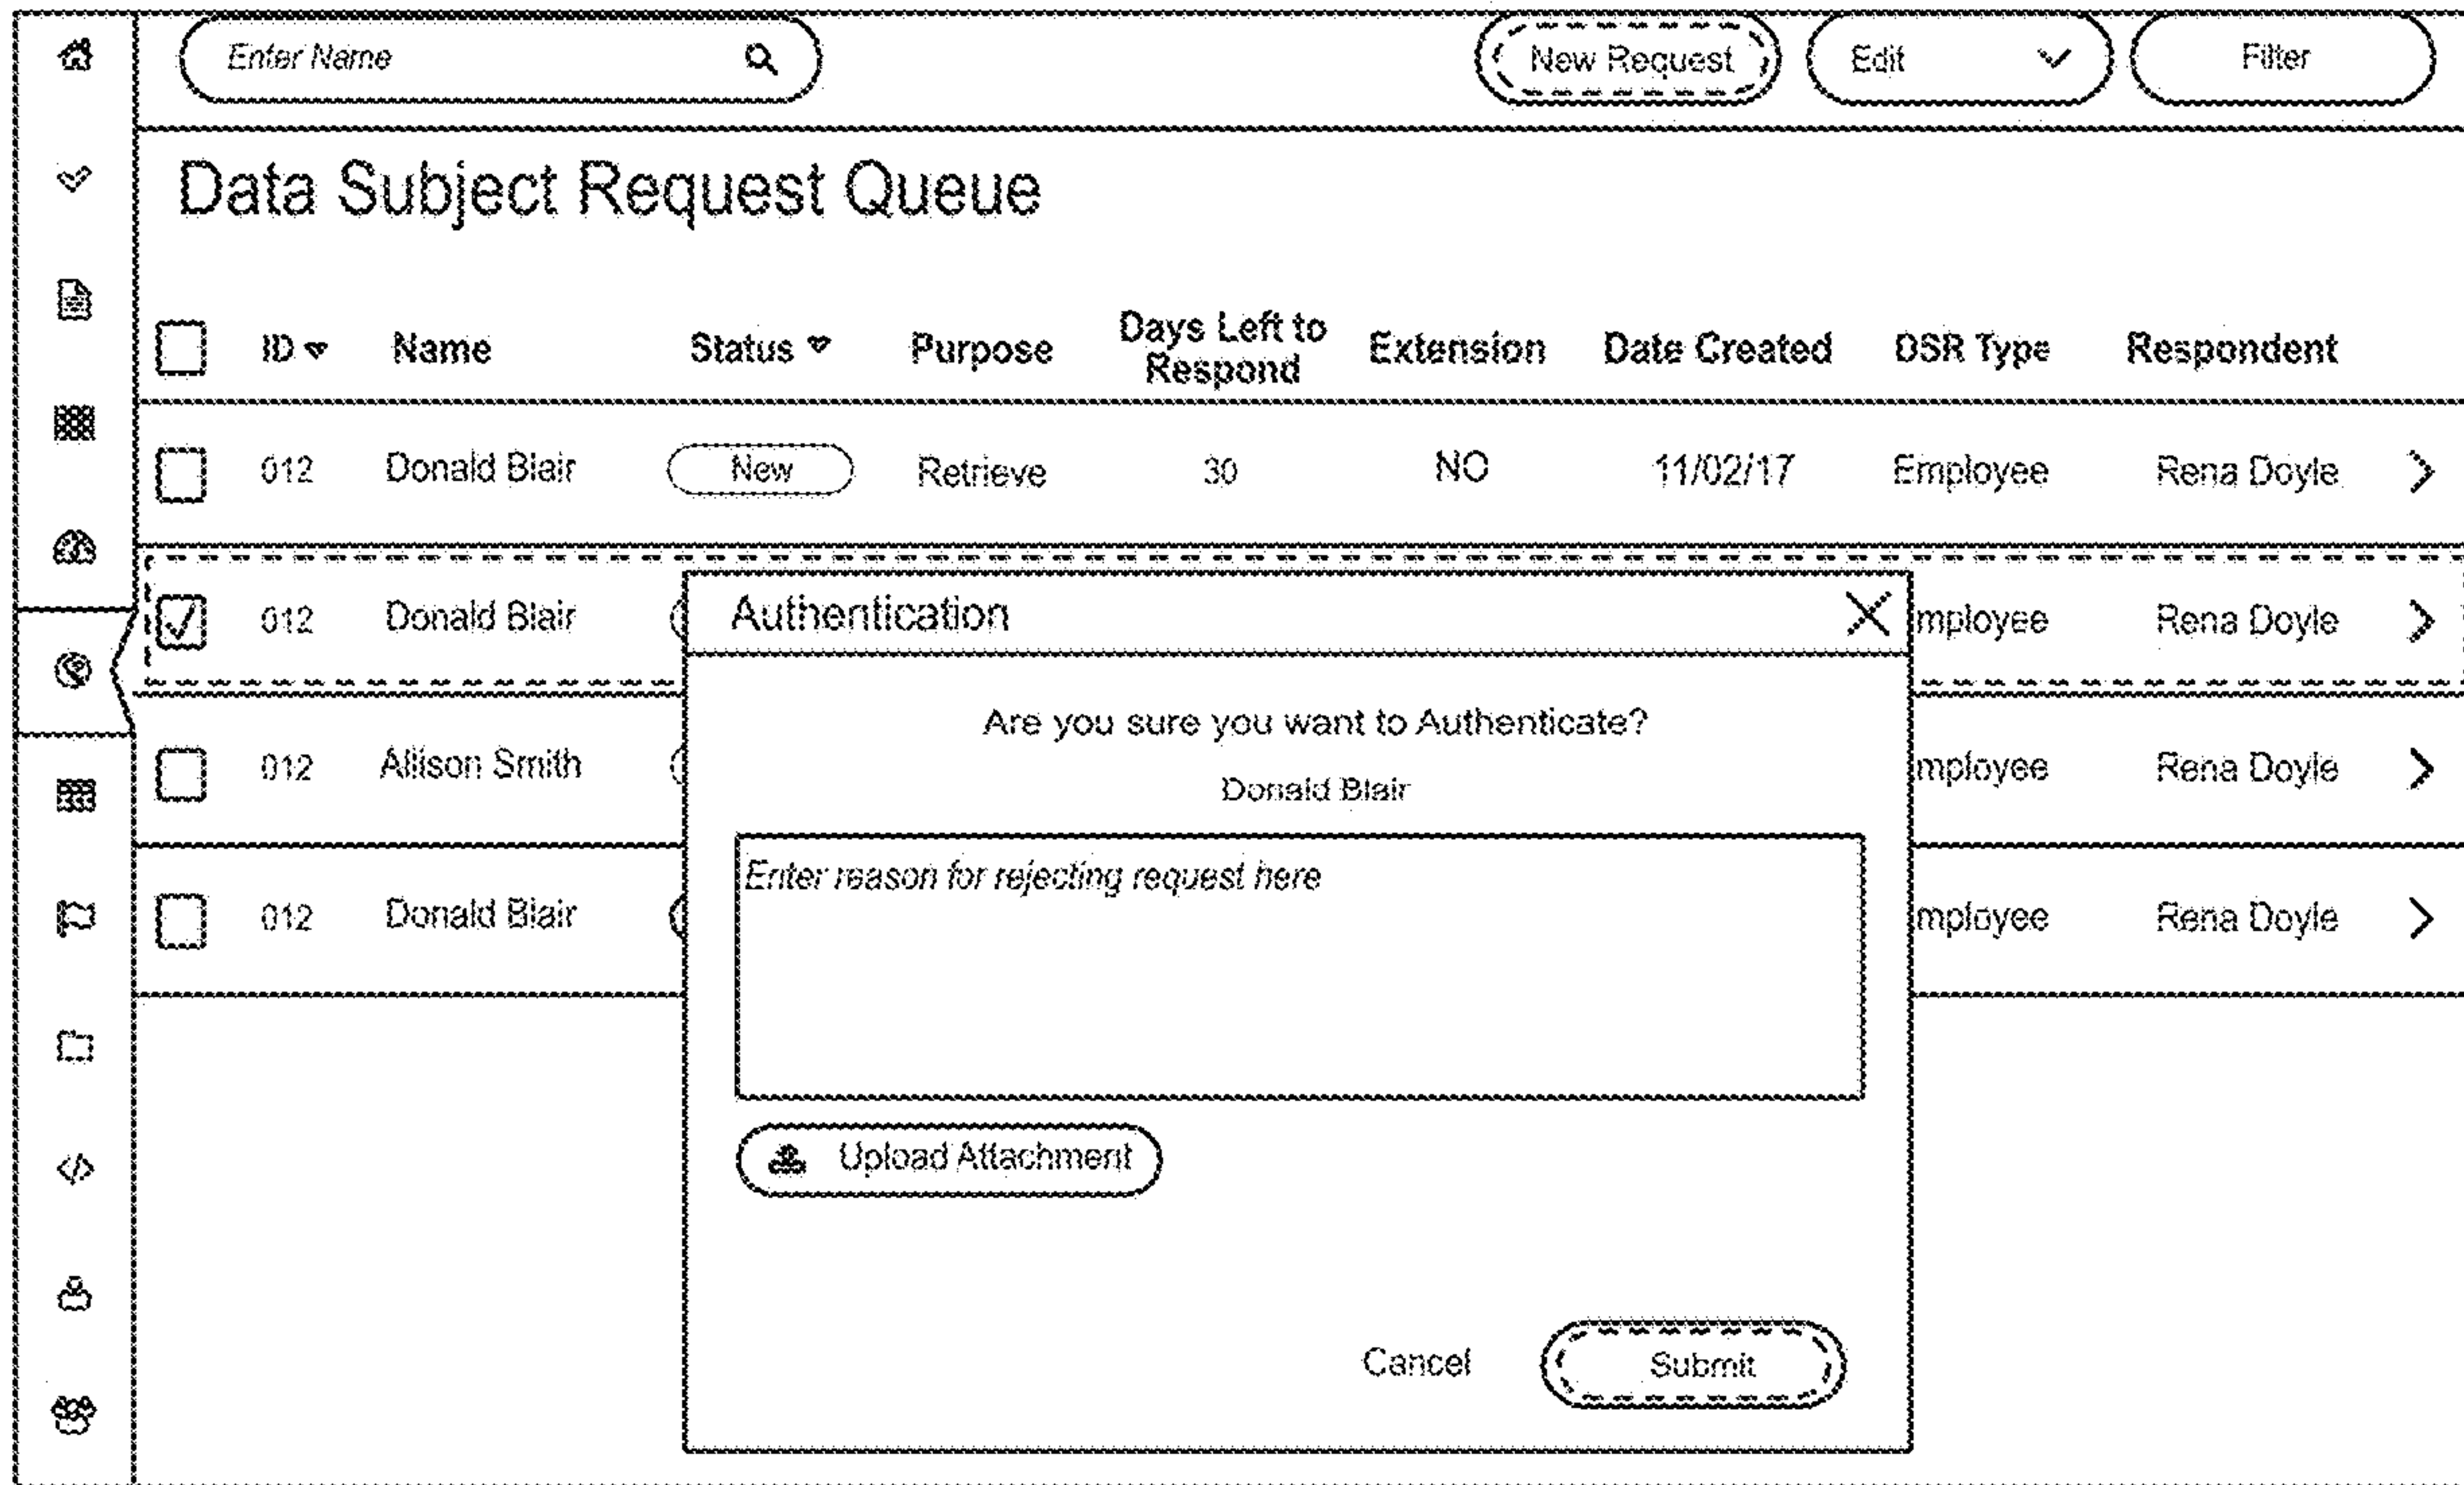 Enter Name
New Request
Edit
Filter
Data Subject Request Queue
ID Name Status Purpose Days Left to Respond Extension Date Created DSR Type Respondent
012 Donald Blair New Retrieve 30 NO 11/02/17 Employee Rena Doyle
012 Donald Blair mployee Rena Doyle
012 Allison Smith mployee Rena Doyle
012 Donald Blair mployee Rena Doyle
Authentication
Are you sure you want to Authenticate?
Donald Blair
Enter reason for rejecting request here
Upload Attachment
Cancel
Submit